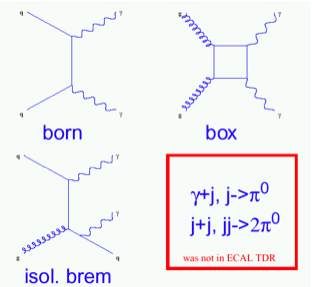 q γ g γ
q γ g γ
born box
q γ
γ
g q
isol. brem
γ+j, j->π⁰
j+j, jj->2π⁰
was not in ECAL TDR